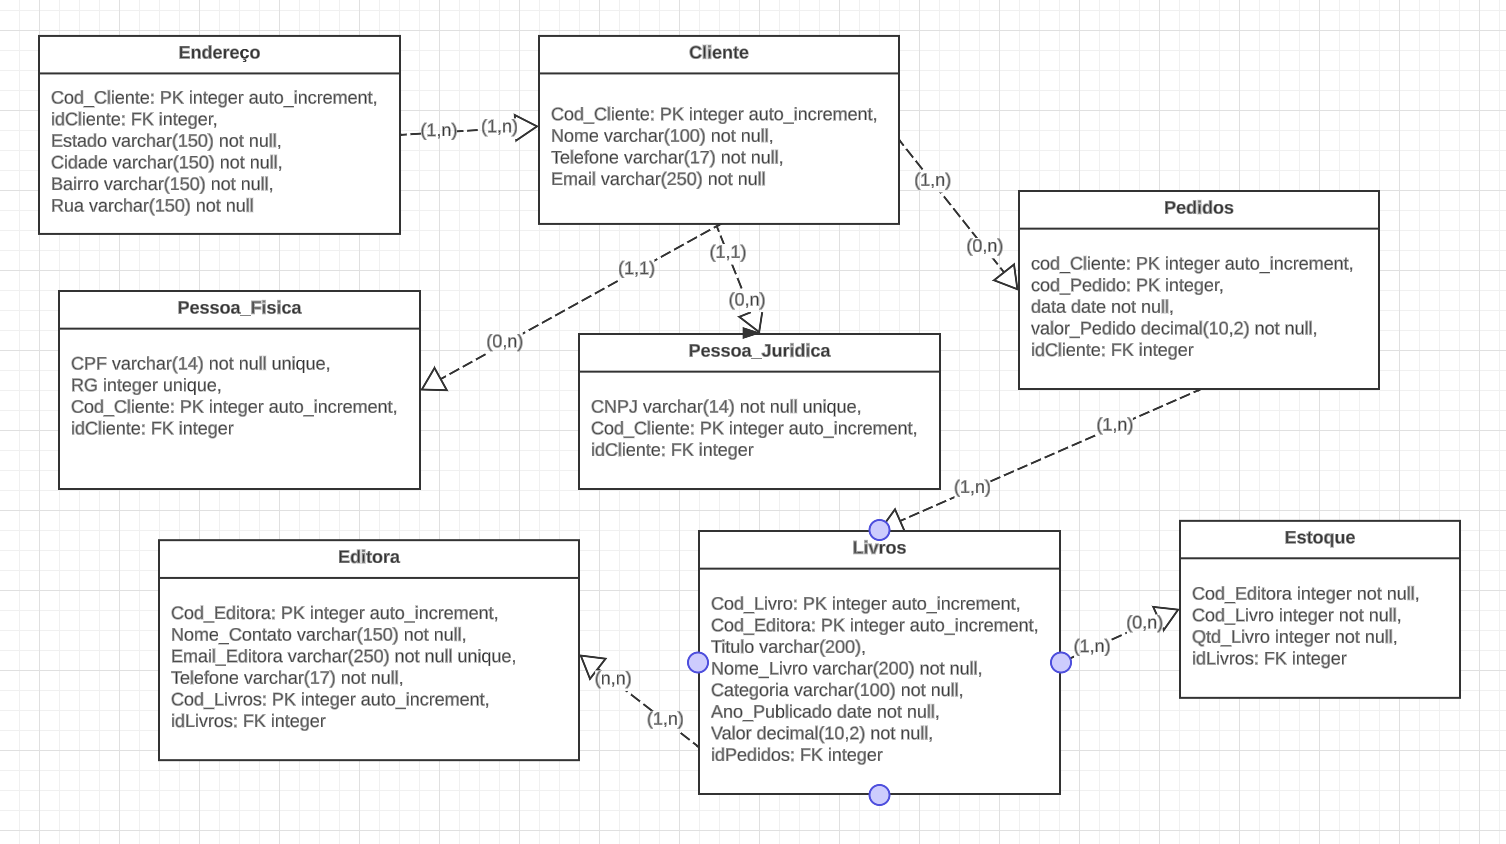 Endereço
Cod_Cliente: PK integer auto_increment,
idCliente: FK integer,
Estado varchar(150) not null,
Cidade varchar(150) not null,
Bairro varchar(150) not null,
Rua varchar(150) not null
(1,n)
(1,n)
Cliente
Cod_Cliente: PK integer auto_increment,
Nome varchar(100) not null,
Telefone varchar(17) not null,
Email varchar(250) not null
(1,n)
(0,n)
Pedidos
cod_Cliente: PK integer auto_increment,
cod_Pedido: PK integer,
data date not null,
valor_Pedido decimal(10,2) not null,
idCliente: FK integer
(1,1)
(0,n)
(1,1)
(0,n)
Pessoa_Fisica
CPF varchar(14) not null unique,
RG integer unique,
Cod_Cliente: PK integer auto_increment,
idCliente: FK integer
Pessoa_Juridica
CNPJ varchar(14) not null unique,
Cod_Cliente: PK integer auto_increment,
idCliente: FK integer
(1,n)
(1,n)
Editora
Cod_Editora: PK integer auto_increment,
Nome_Contato varchar(150) not null,
Email_Editora varchar(250) not null unique,
Telefone varchar(17) not null,
Cod_Livros: PK integer auto_increment,
idLivros: FK integer
(n,n)
(1,n)
Livros
Cod_Livro: PK integer auto_increment,
Cod_Editora: PK integer auto_increment,
Titulo varchar(200),
Nome_Livro varchar(200) not null,
Categoria varchar(100) not null,
Ano_Publicado date not null,
Valor decimal(10,2) not null,
idPedidos: FK integer
(1,n)
(0,n)
Estoque
Cod_Editora integer not null,
Cod_Livro integer not null,
Qtd_Livro integer not null,
idLivros: FK integer